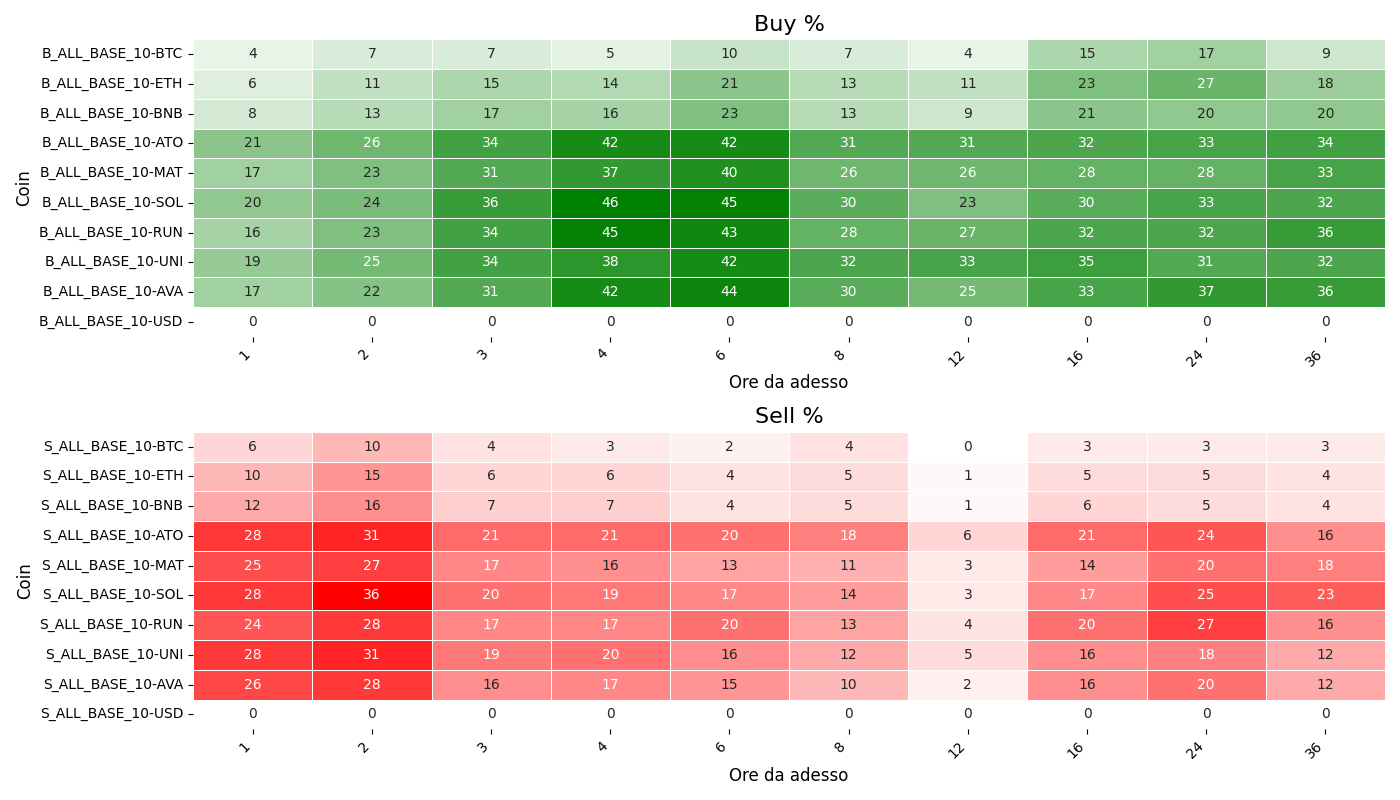 Buy %
Coin
B_ALL_BASE_10-BTC 4 7 7 5 10 7 4 15 17 9
B_ALL_BASE_10-ETH 6 11 15 14 21 13 11 23 27 18
B_ALL_BASE_10-BNB 8 13 17 16 23 13 9 21 20 20
B_ALL_BASE_10-ATO 21 26 34 42 42 31 31 32 33 34
B_ALL_BASE_10-MAT 17 23 31 37 40 26 26 28 28 33
B_ALL_BASE_10-SOL 20 24 36 46 45 30 23 30 33 32
B_ALL_BASE_10-RUN 16 23 34 45 43 28 27 32 32 36
B_ALL_BASE_10-UNI 19 25 34 38 42 32 33 35 31 32
B_ALL_BASE_10-AVA 17 22 31 42 44 30 25 33 37 36
B_ALL_BASE_10-USD 0 0 0 0 0 0 0 0 0 0
1 2 3 4 6 8 12 16 24 36
Ore da adesso
Sell %
Coin
S_ALL_BASE_10-BTC 6 10 4 3 2 4 0 3 3 3
S_ALL_BASE_10-ETH 10 15 6 6 4 5 1 5 5 4
S_ALL_BASE_10-BNB 12 16 7 7 4 5 1 6 5 4
S_ALL_BASE_10-ATO 28 31 21 21 20 18 6 21 24 16
S_ALL_BASE_10-MAT 25 27 17 16 13 11 3 14 20 18
S_ALL_BASE_10-SOL 28 36 20 19 17 14 3 17 25 23
S_ALL_BASE_10-RUN 24 28 17 17 20 13 4 20 27 16
S_ALL_BASE_10-UNI 28 31 19 20 16 12 5 16 18 12
S_ALL_BASE_10-AVA 26 28 16 17 15 10 2 16 20 12
S_ALL_BASE_10-USD 0 0 0 0 0 0 0 0 0 0
1 2 3 4 6 8 12 16 24 36
Ore da adesso